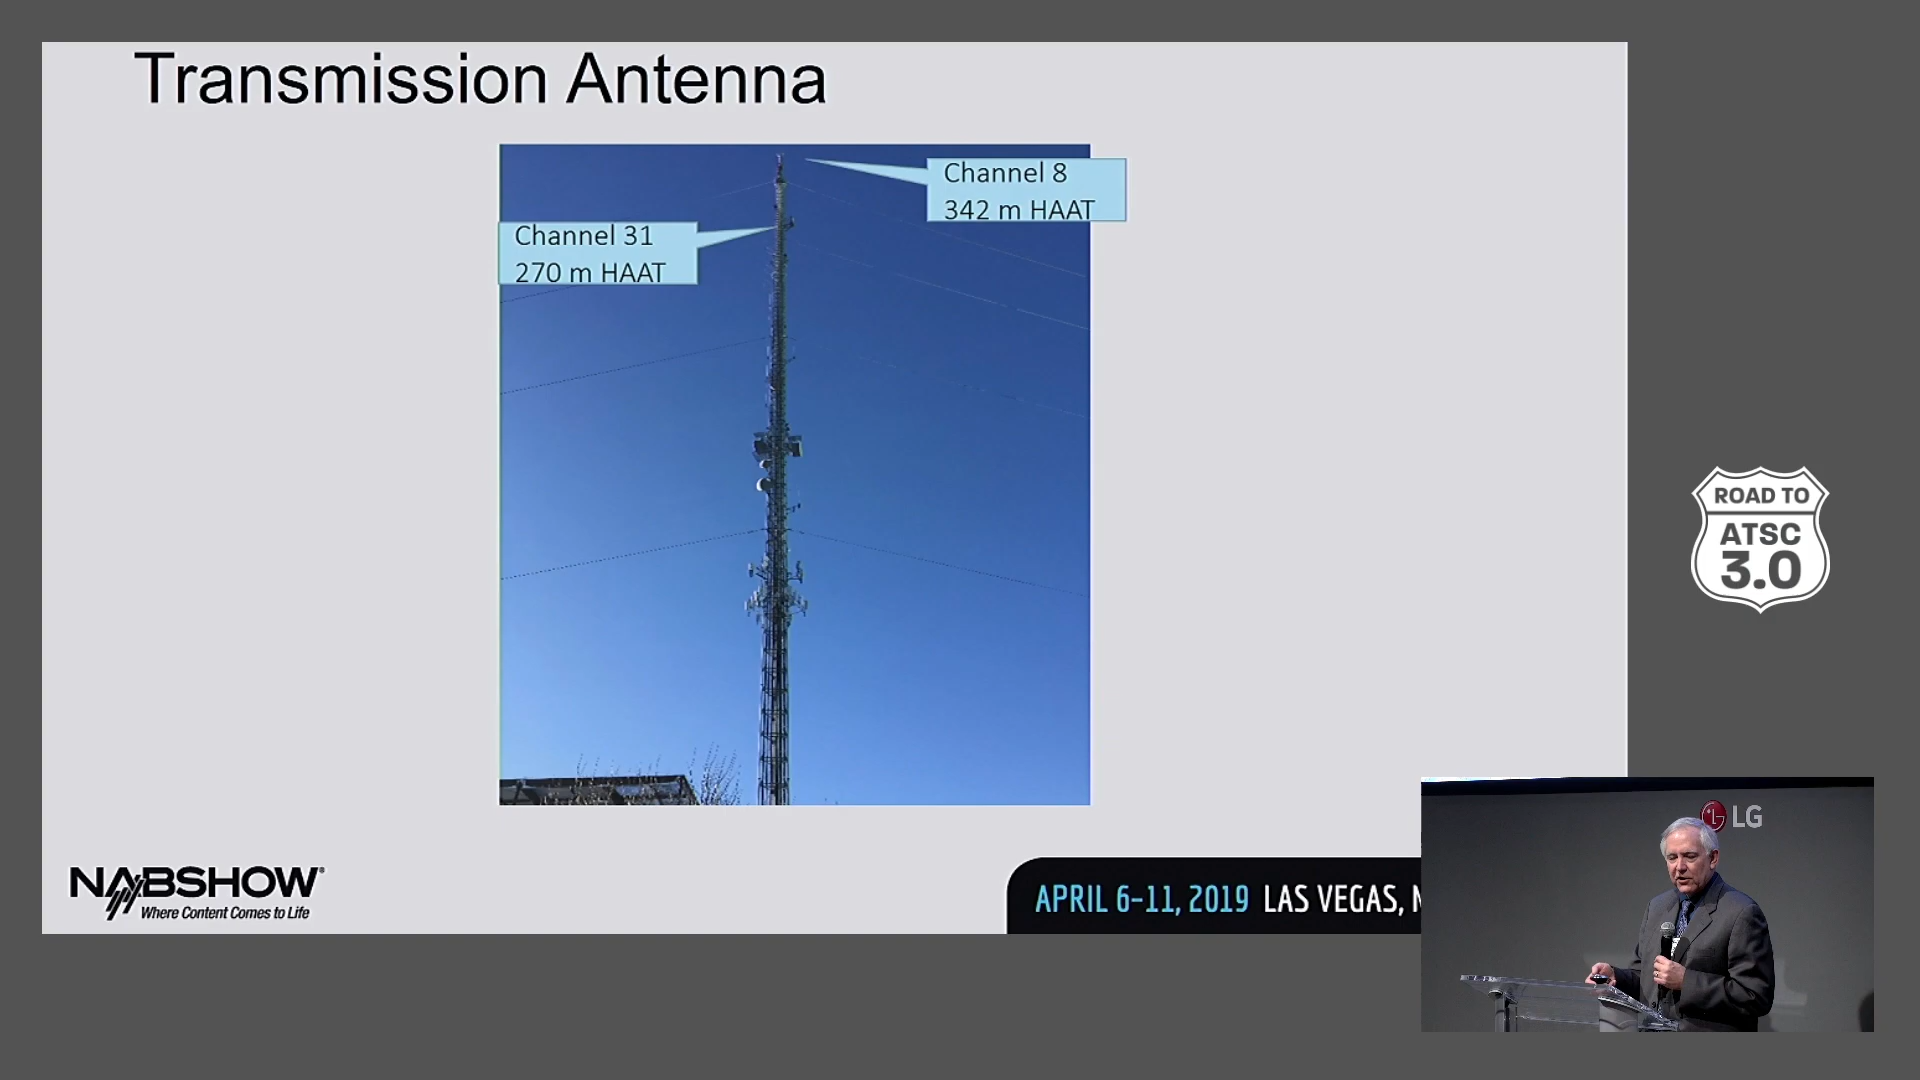 Transmission Antenna
Channel 8
342 m HAAT
Channel 31
270 m HAAT
ROAD TO
ATSC
3.0
LG
NABSHOW®
Where Content Comes to Life
APRIL 6–11, 2019 LAS VEGAS, N